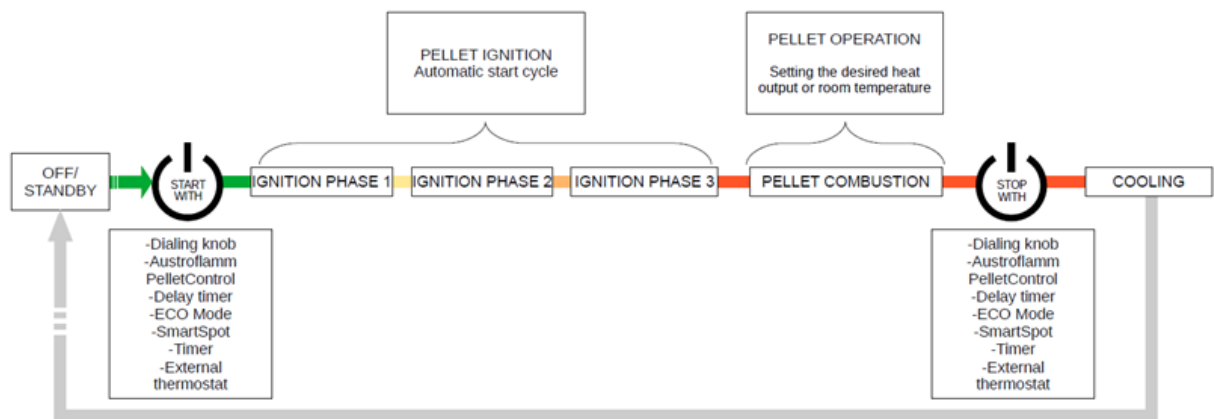 PELLET IGNITION
Automatic start cycle
PELLET OPERATION
Setting the desired heat
output or room temperature
OFF/
STANDBY
START
WITH
IGNITION PHASE 1
IGNITION PHASE 2
IGNITION PHASE 3
PELLET COMBUSTION
STOP
WITH
COOLING
-Dialing knob
-Austroflamm
PelletControl
-Delay timer
-ECO Mode
-SmartSpot
-Timer
-External
thermostat
-Dialing knob
-Austroflamm
PelletControl
-Delay timer
-ECO Mode
-SmartSpot
-Timer
-External
thermostat